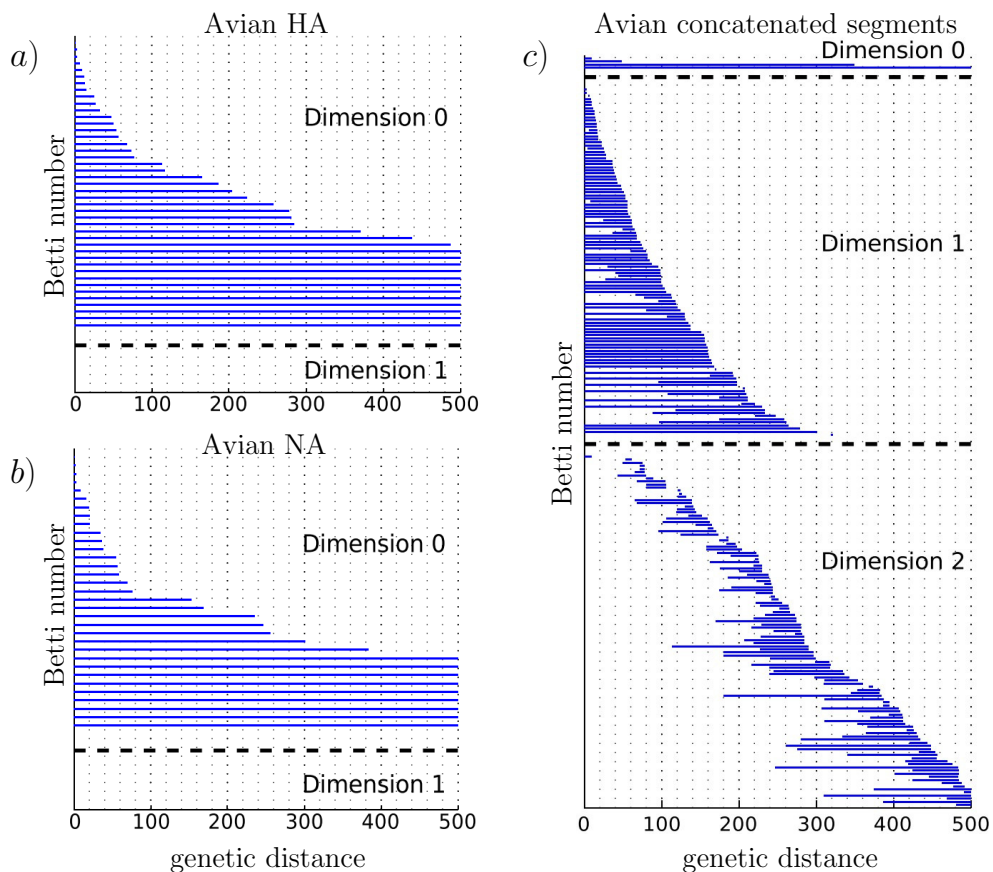 a)
Avian HA
Betti number
Dimension 0
Dimension 1
0 100 200 300 400 500
b)
Avian NA
Betti number
Dimension 0
Dimension 1
0 100 200 300 400 500
genetic distance
c)
Avian concatenated segments
Dimension 0
Dimension 1
Betti number
Dimension 2
0 100 200 300 400 500
genetic distance